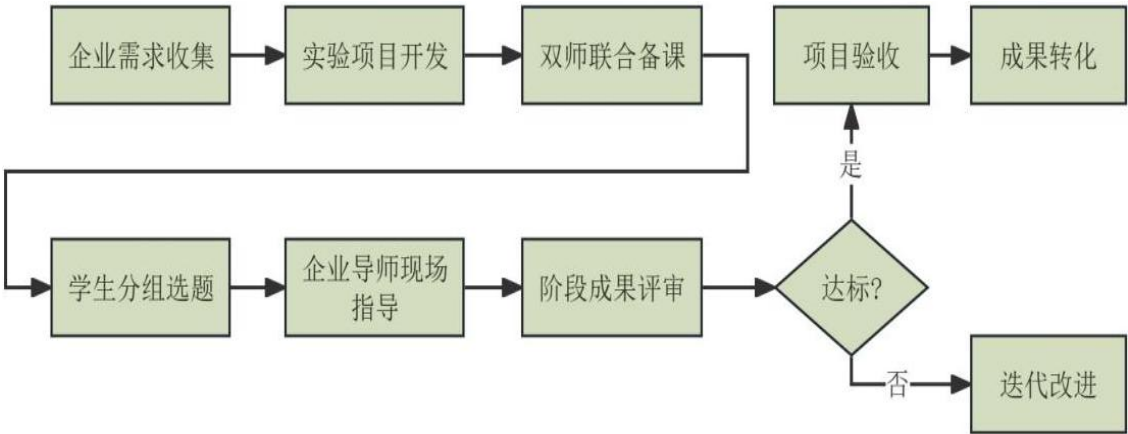 企业需求收集
实验项目开发
双师联合备课
项目验收
成果转化
是
学生分组选题
企业导师现场
指导
阶段成果评审
达标?
否
迭代改进